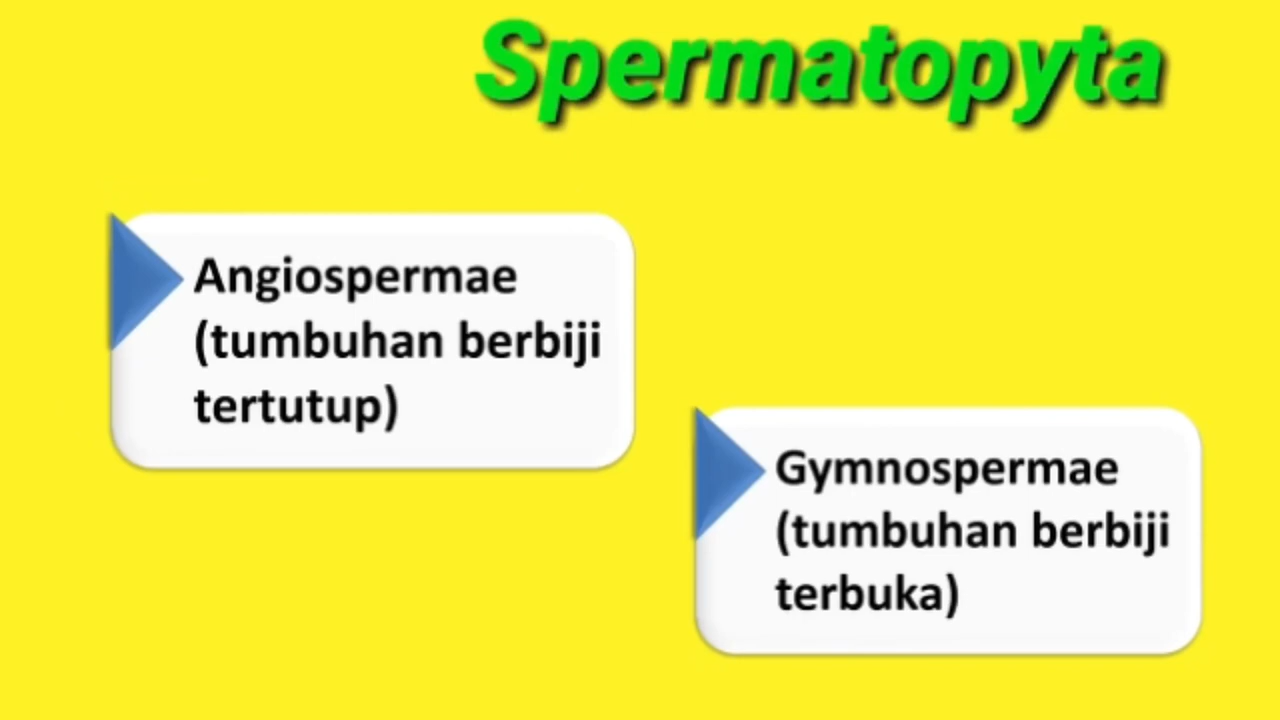 Spermatopyta
Angiospermae
(tumbuhan berbiji
tertutup)
Gymnospermae
(tumbuhan berbiji
terbuka)